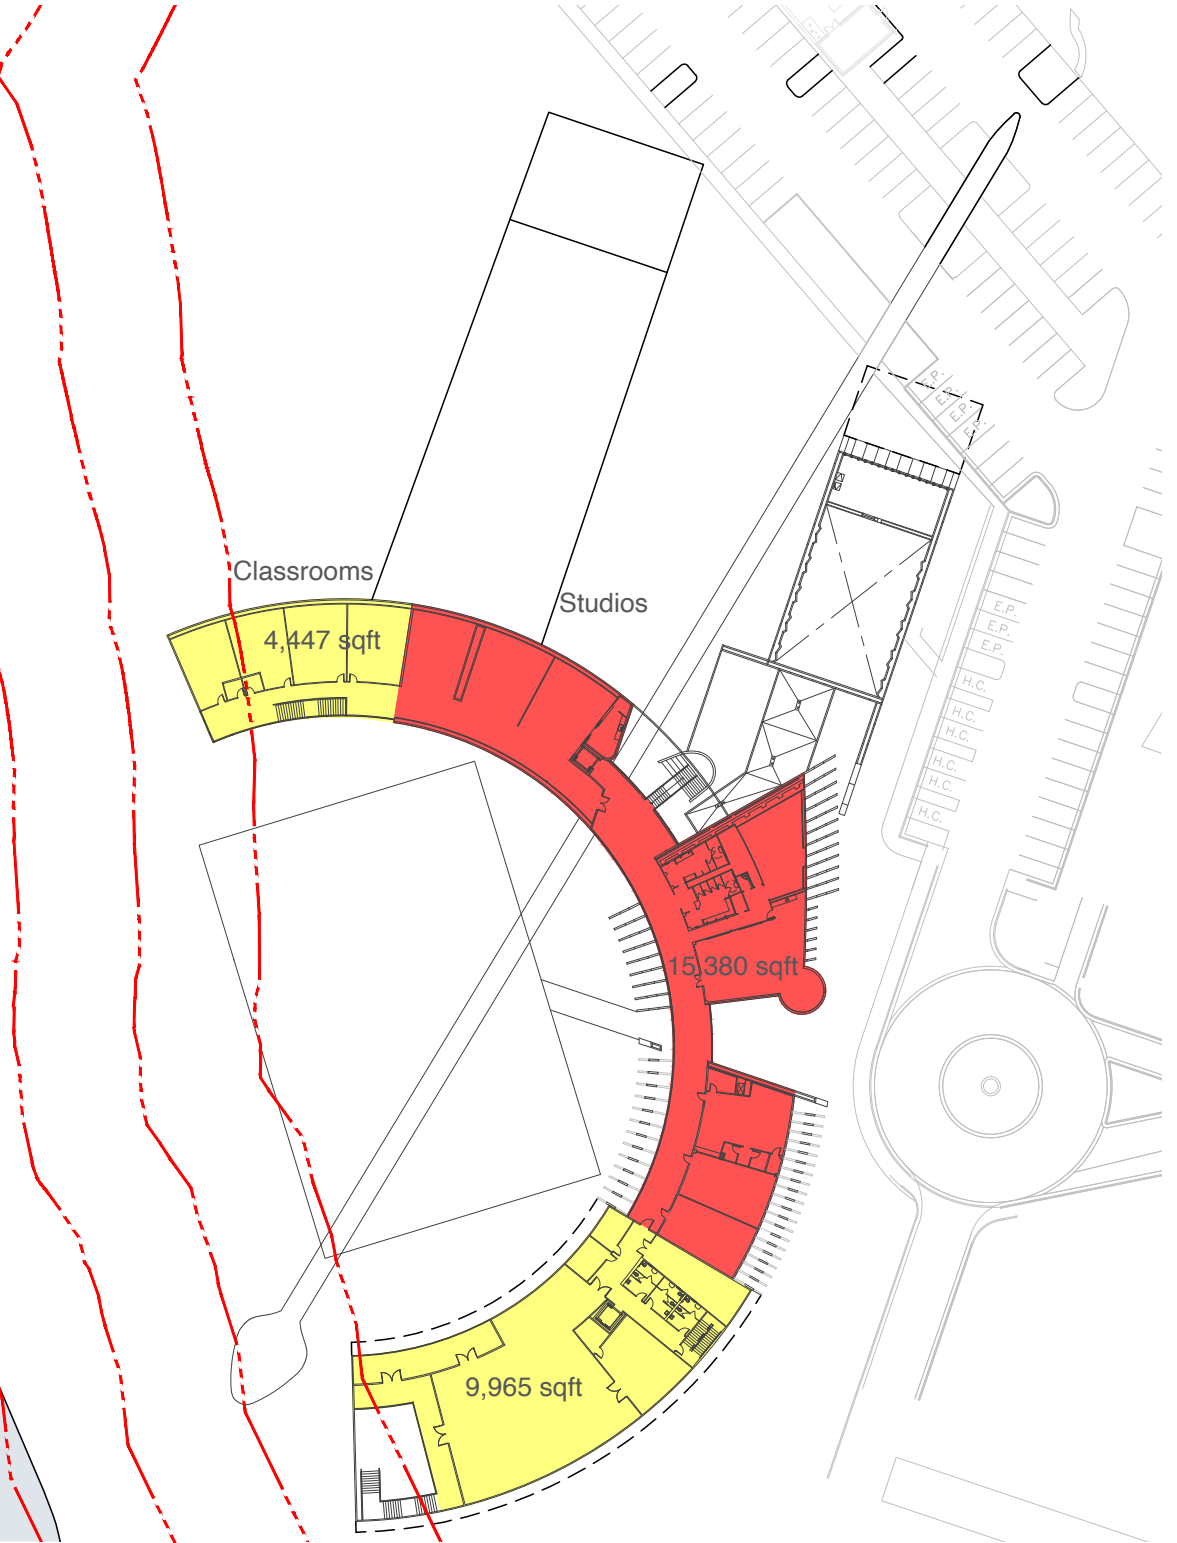 E.P.
E.P.
E.P.
E.P.
Classrooms
Studios
4,447 sqft
E.P.
E.P.
E.P.
H.C.
H.C.
H.C.
H.C.
H.C.
H.C.
15,380 sqft
9,965 sqft